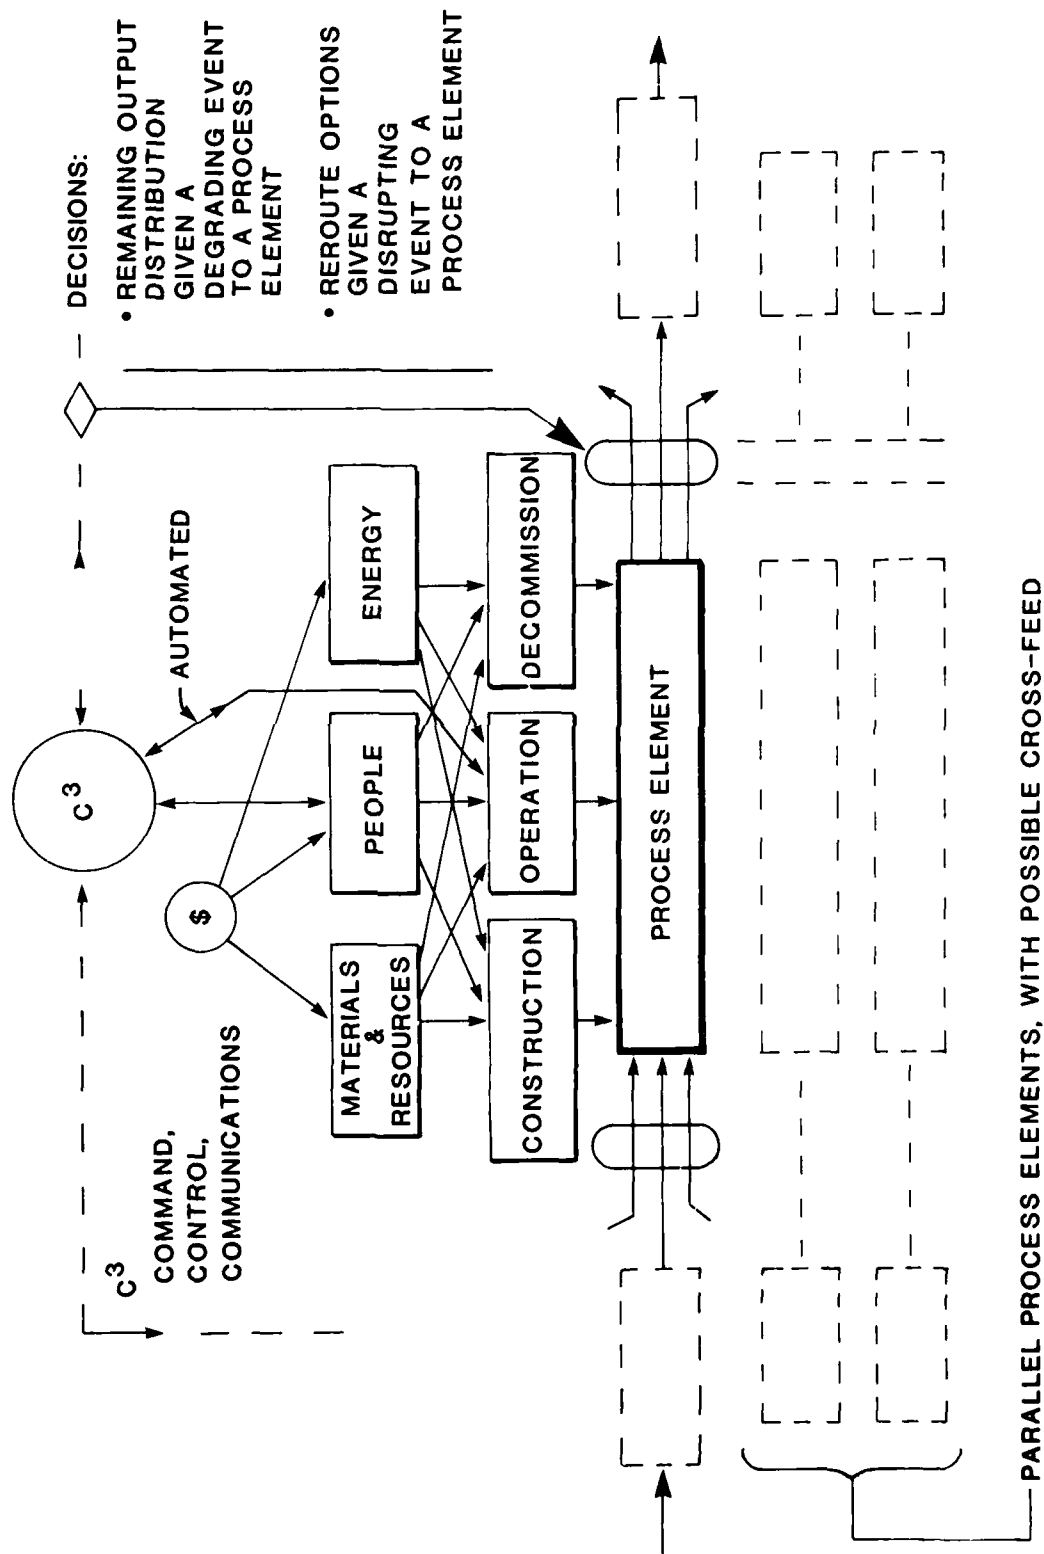 C³
COMMAND,
CONTROL,
COMMUNICATIONS
C³
$
AUTOMATED
DECISIONS:
• REMAINING OUTPUT
DISTRIBUTION
GIVEN A
DEGRADING EVENT
TO A PROCESS
ELEMENT
• REROUTE OPTIONS
GIVEN A
DISRUPTING
EVENT TO A
PROCESS ELEMENT
MATERIALS
&
RESOURCES
PEOPLE
ENERGY
CONSTRUCTION
OPERATION
DECOMMISSION
PROCESS ELEMENT
PARALLEL PROCESS ELEMENTS, WITH POSSIBLE CROSS-FEED